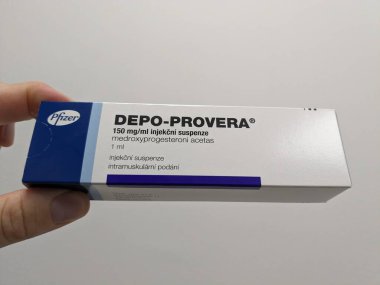 Pfizer
DEPO-PROVERA®
150 mg/ml injekční suspenze
medroxyprogesteroni acetas
1 ml
injekční suspenze
intramuskulární podání